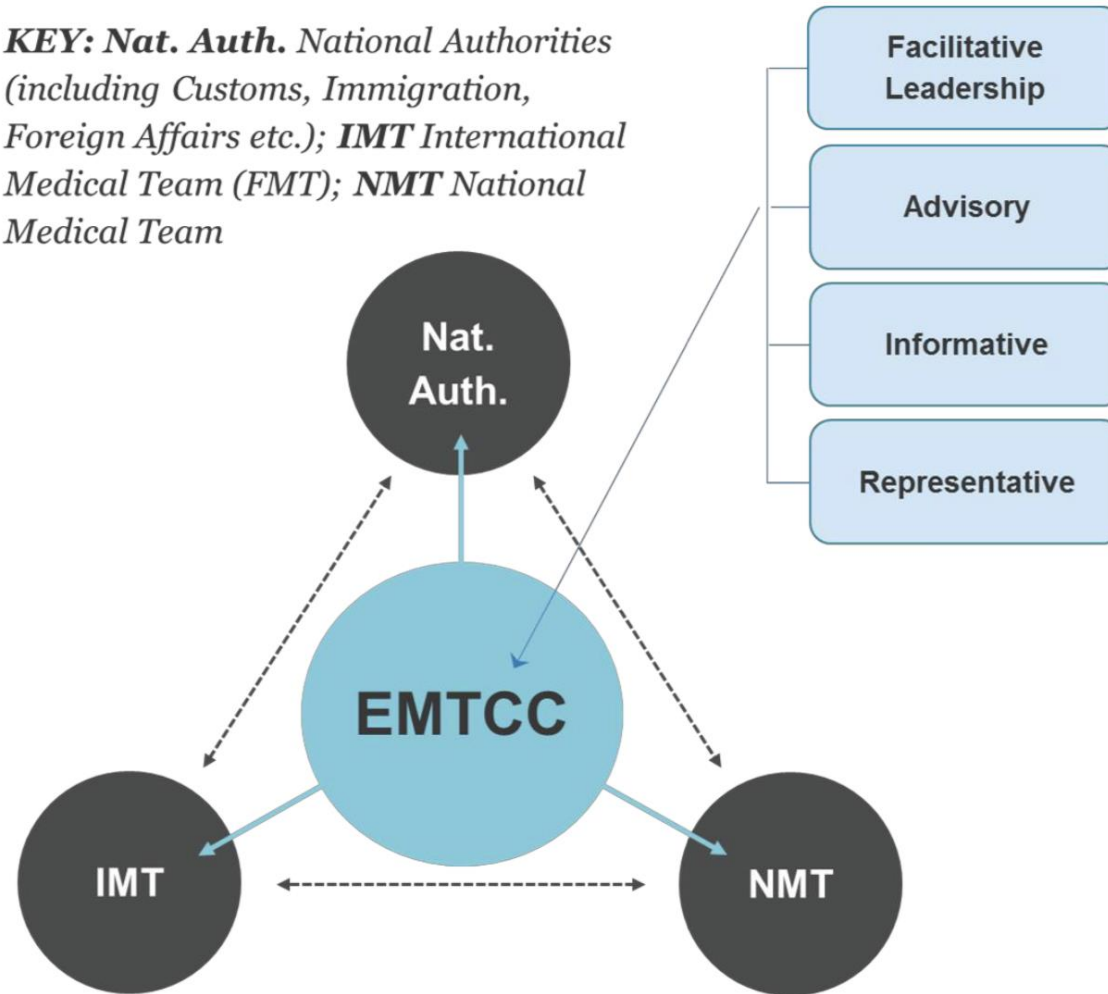 KEY: Nat. Auth. National Authorities
(including Customs, Immigration,
Foreign Affairs etc.); IMT International
Medical Team (FMT); NMT National
Medical Team
Facilitative
Leadership
Advisory
Informative
Representative
Nat.
Auth.
EMTCC
IMT
NMT